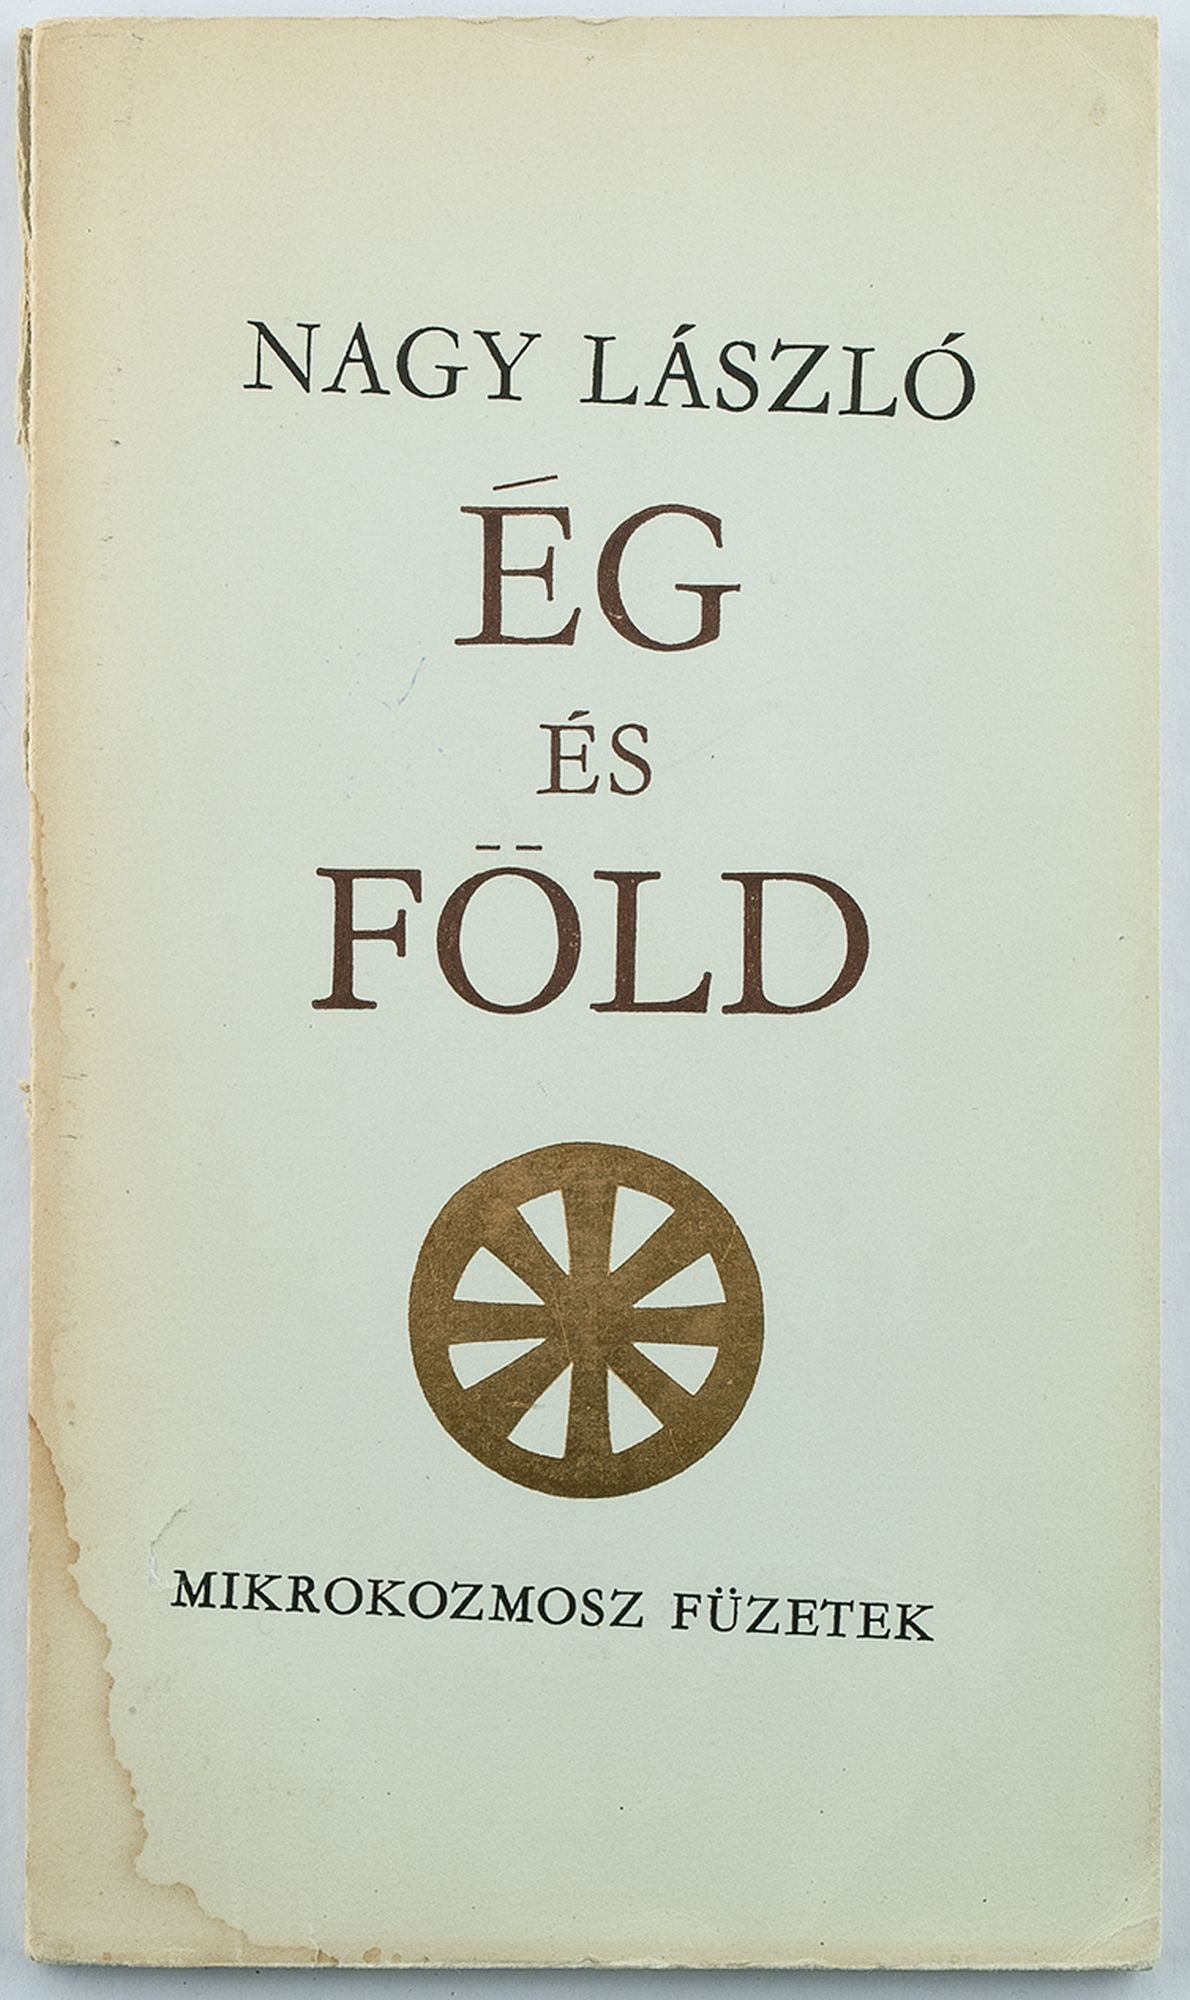 NAGY LÁSZLÓ
ÉG
ÉS
FÖLD
MIKROKOZMOSZ FÜZETEK